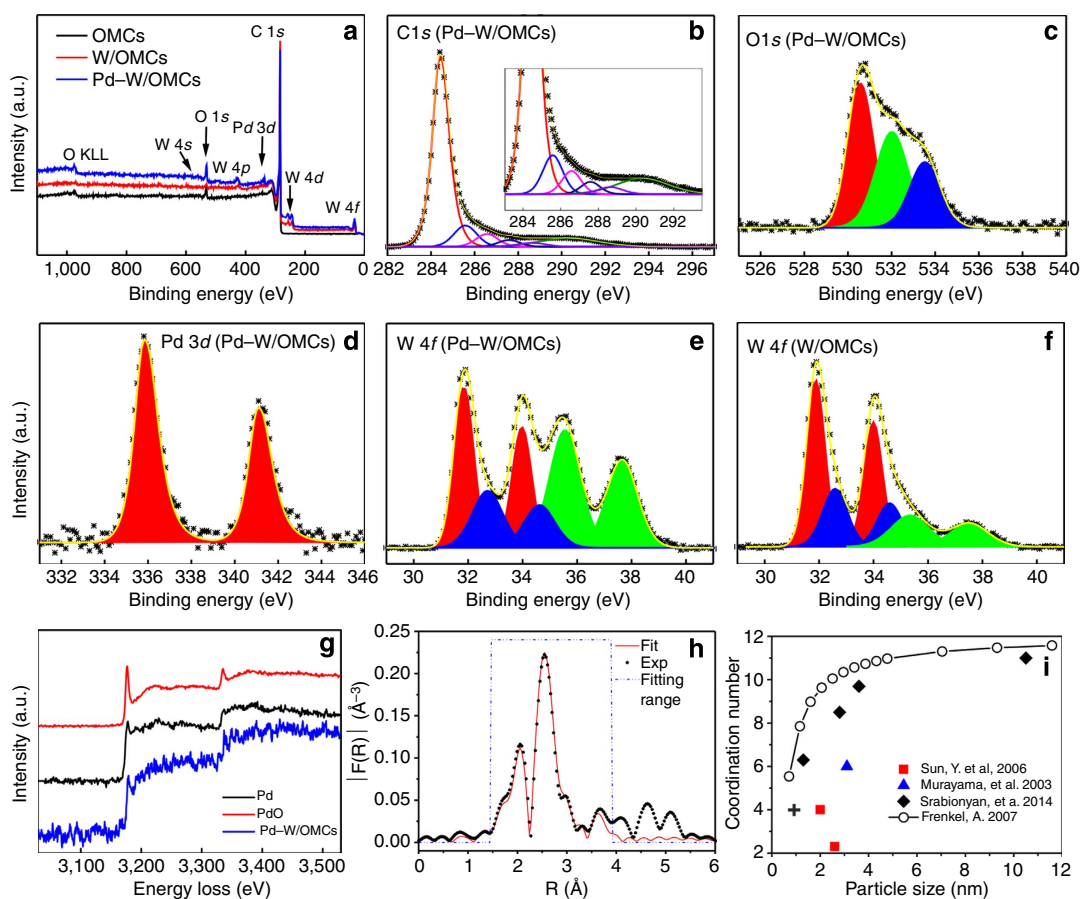 a
OMCs
W/OMCs
Pd–W/OMCs
C 1s
O 1s
Pd 3d
W 4s
O KLL
W 4p
W 4d
W 4f
Intensity (a.u.)
1,000 800 600 400 200 0
Binding energy (eV)
C1s (Pd–W/OMCs) b
284 286 288 290 292
282 284 286 288 290 292 294 296
Binding energy (eV)
O1s (Pd–W/OMCs) c
526 528 530 532 534 536 538 540
Binding energy (eV)
Pd 3d (Pd–W/OMCs) d
Intensity (a.u.)
332 334 336 338 341 342 344 346
Binding energy (eV)
W 4f (Pd–W/OMCs) e
30 32 34 36 38 40
Binding energy (eV)
W 4f (W/OMCs) f
30 32 34 36 38 40
Binding energy (eV)
g
Intensity (a.u.)
Pd
PdO
Pd–W/OMCs
3,100 3,200 3,300 3,400 3,500
Energy loss (eV)
h
|F(R)| (Å–3)
0.25
0.20
0.15
0.10
0.05
0.00
Fit
Exp
Fitting
range
0 1 2 3 4 5 6
R (Å)
i
Coordination number
12
10
8
6
4
2
Sun, Y. et al, 2006
Murayama, et al. 2003
Srabionyan, et a. 2014
Frenkel, A. 2007
0 2 4 6 8 10 12
Particle size (nm)